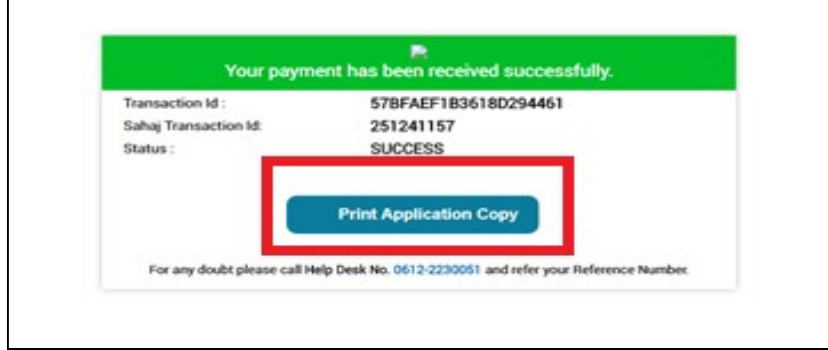 Your payment has been received successfully.
Transaction Id : 57BFAEF1B3618D294461
Sahaj Transaction Id: 251241157
Status : SUCCESS
Print Application Copy
For any doubt please call Help Desk No. 0612-2230051 and refer your Reference Number.